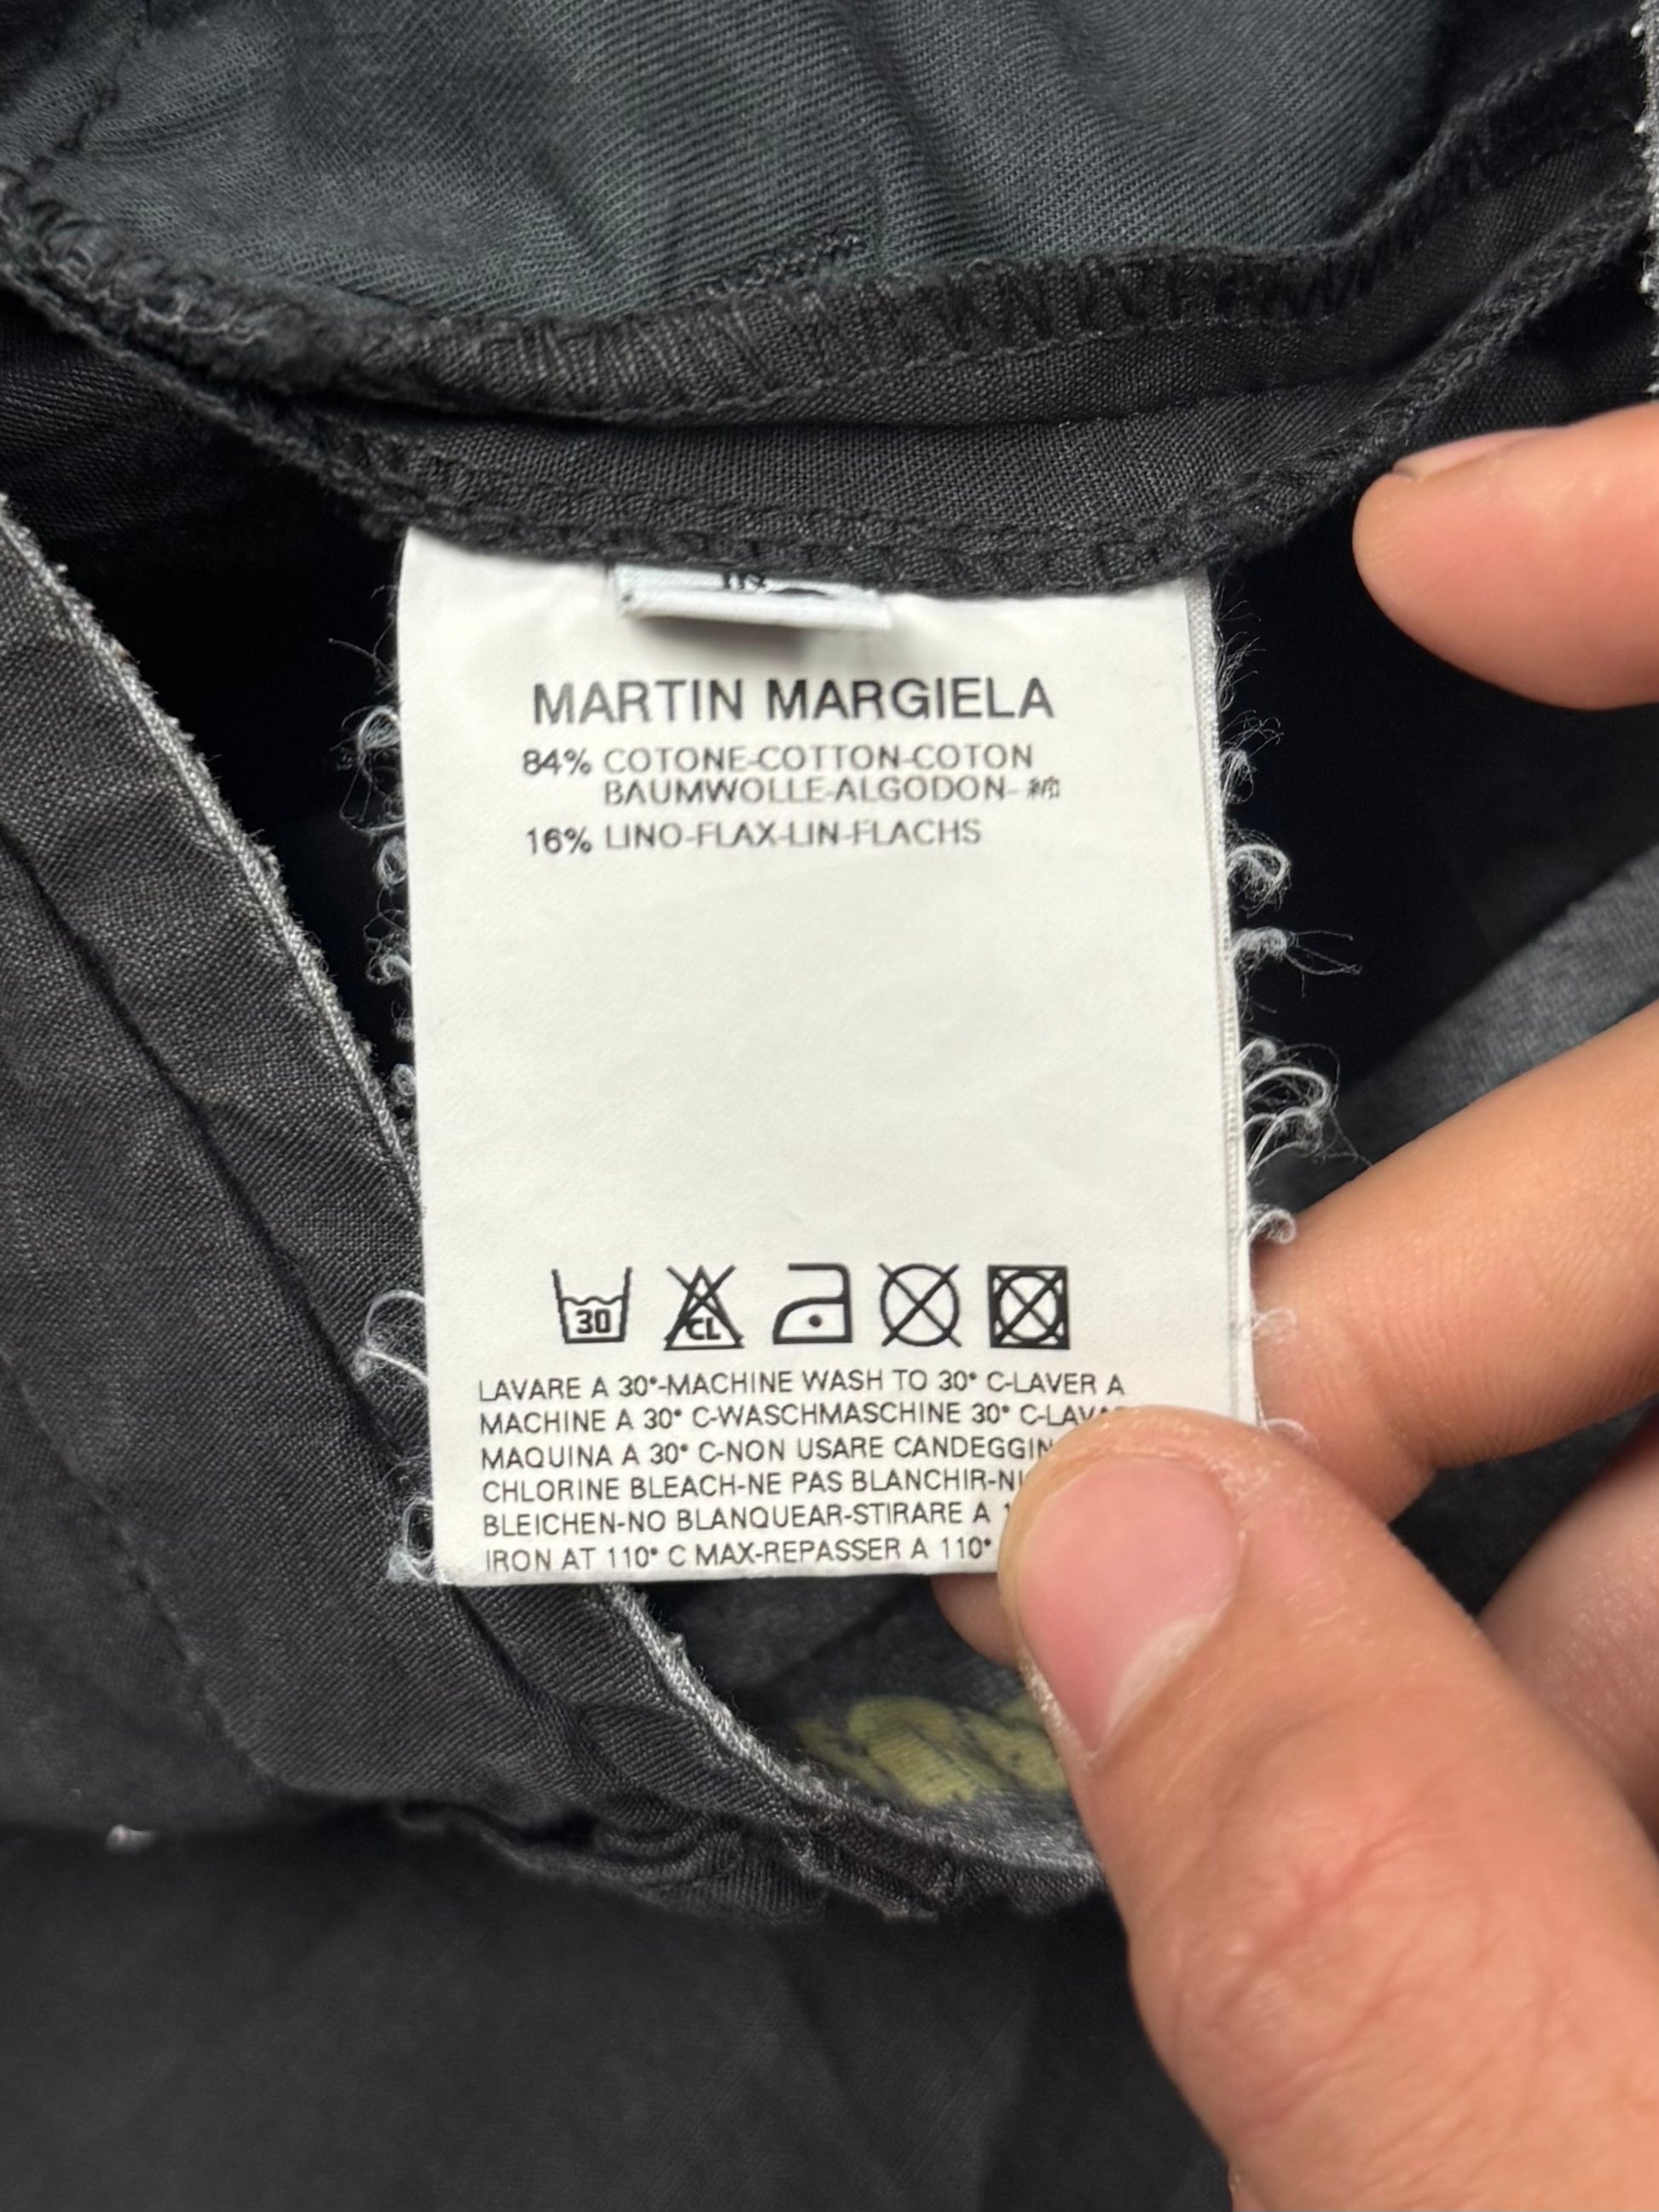 MARTIN MARGIELA
84% COTONE-COTTON-COTON
BAUMWOLLE-ALGODON- 綿
16% LINO-FLAX-LIN-FLACHS
30 CL
LAVARE A 30°-MACHINE WASH TO 30° C-LAVER A
MACHINE A 30° C-WASCHMASCHINE 30° C-
MAQUINA A 30° C-NON USARE
CHLORINE BLEACH-NE PAS BLANCHIR-
BLEICHEN-NO BLANQUEAR-STIRARE A
IRON AT 110° C MAX-REPASSER A 110°